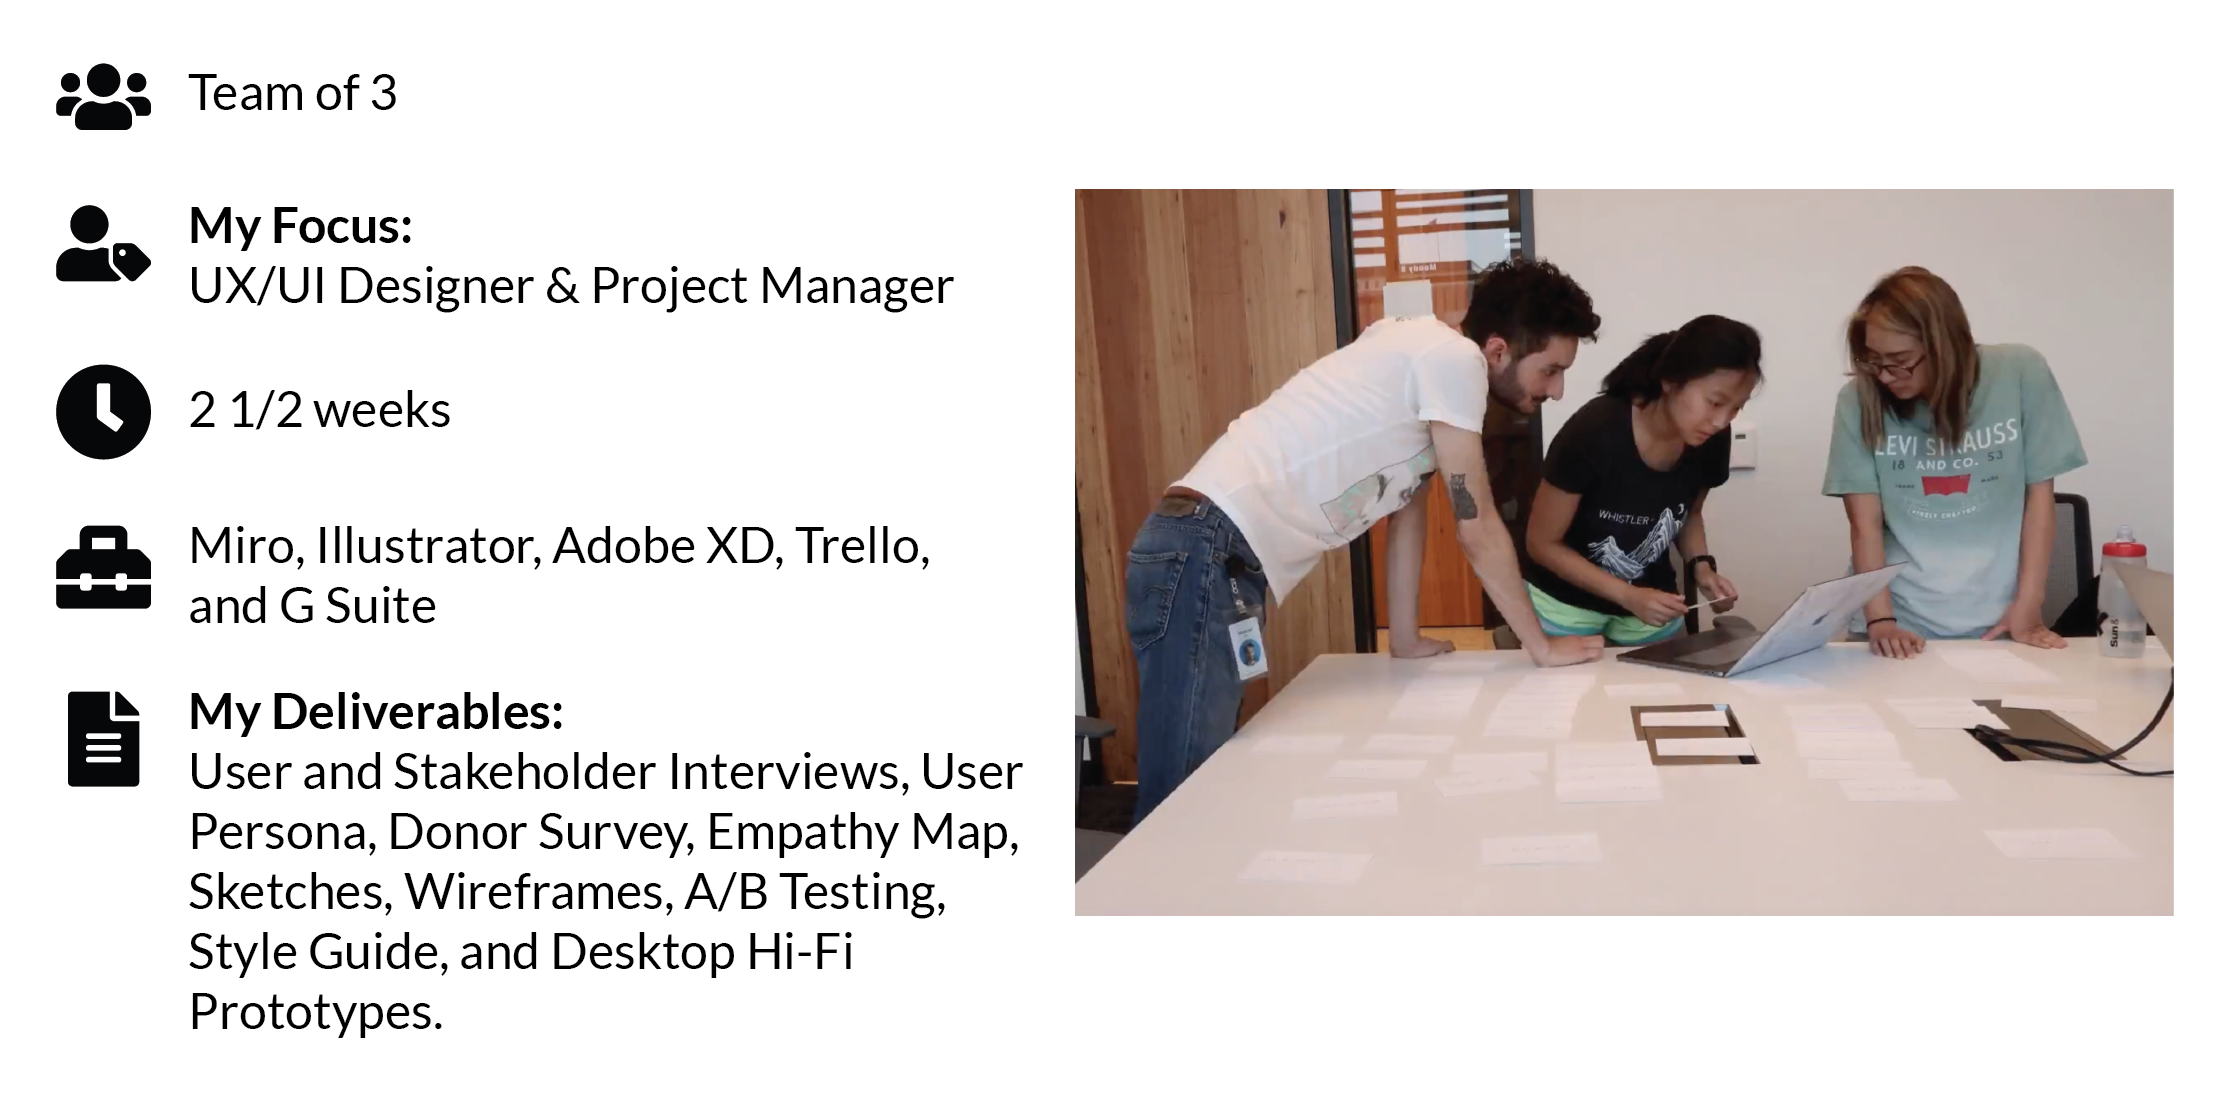 Team of 3
My Focus:
UX/UI Designer & Project Manager
2 1/2 weeks
Miro, Illustrator, Adobe XD, Trello,
and G Suite
My Deliverables:
User and Stakeholder Interviews, User
Persona, Donor Survey, Empathy Map,
Sketches, Wireframes, A/B Testing,
Style Guide, and Desktop Hi-Fi
Prototypes.
WHISTLER
LEVI STRAUSS
18 AND CO. 53